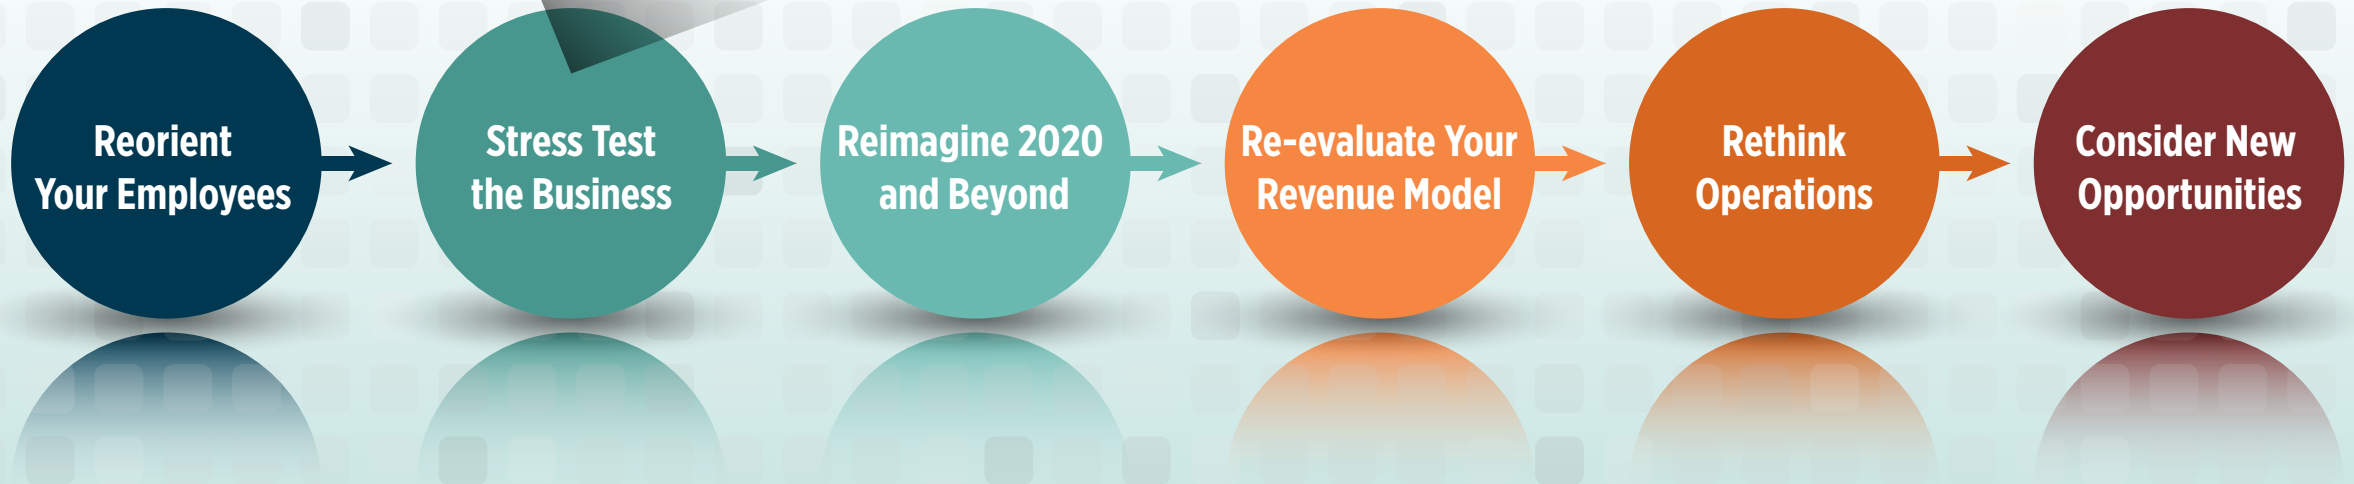 Reorient
Your Employees
Stress Test
the Business
Reimagine 2020
and Beyond
Re-evaluate Your
Revenue Model
Rethink
Operations
Consider New
Opportunities